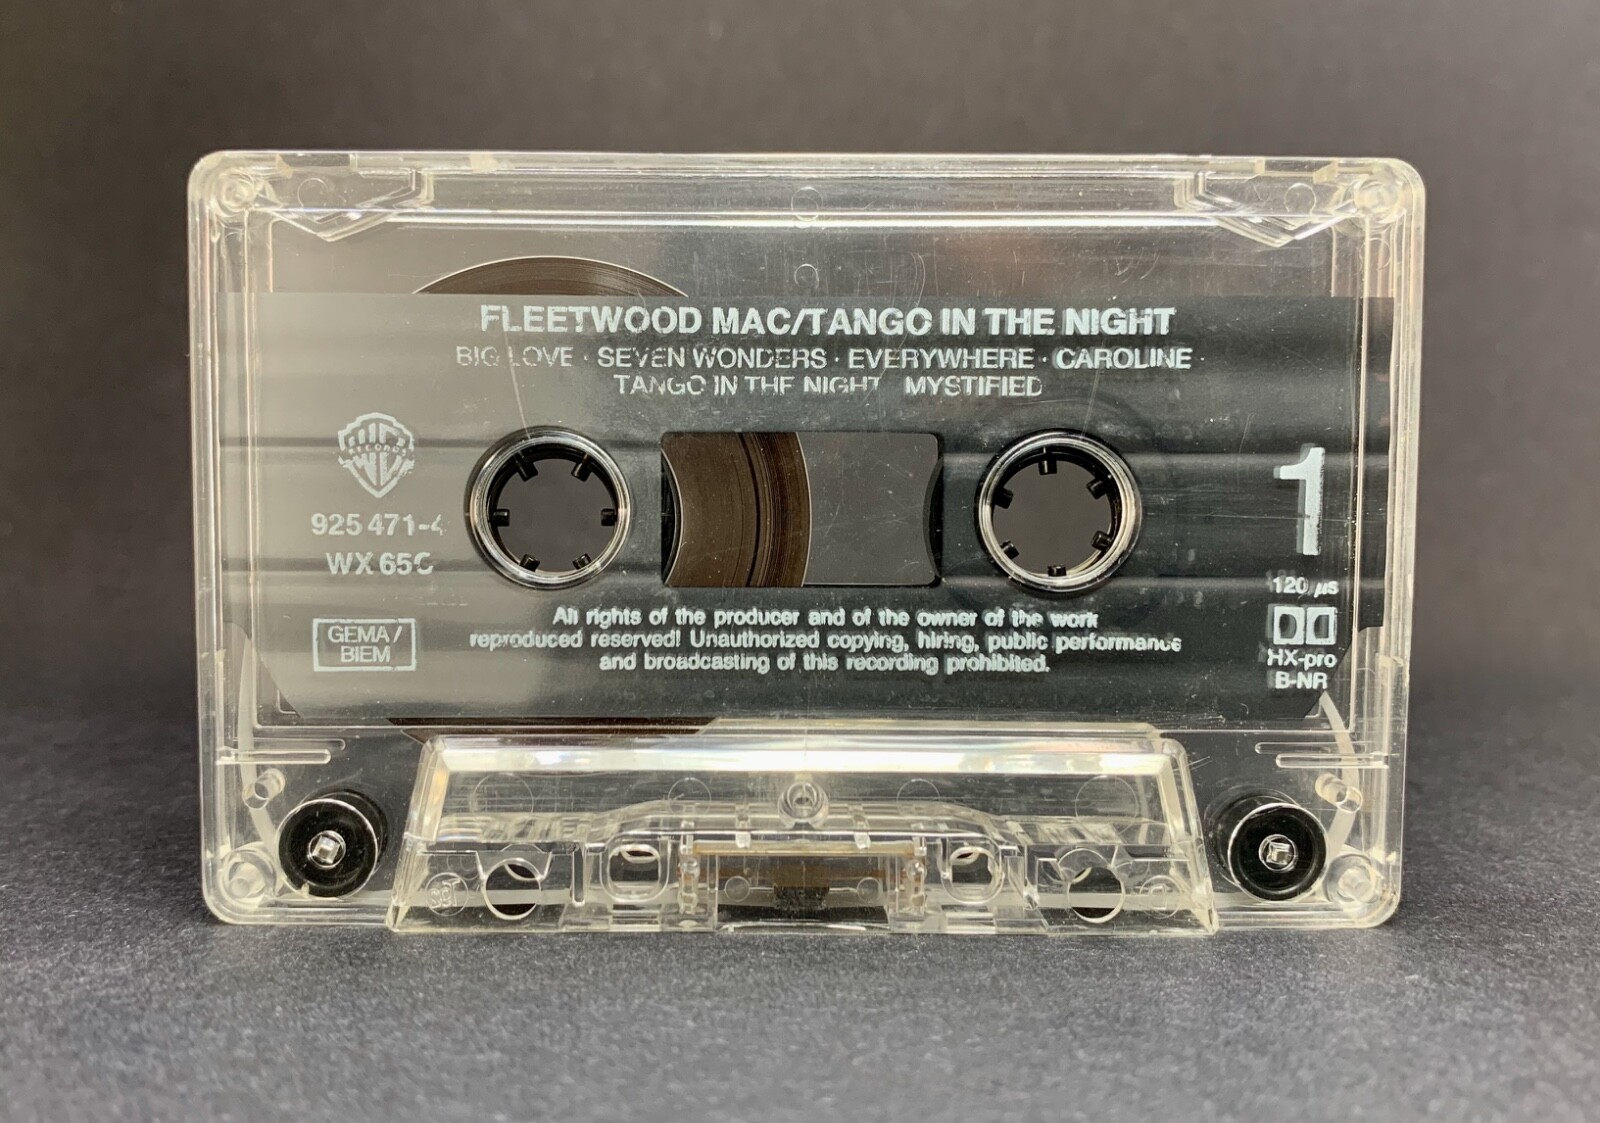 FLEETWOOD MAC/TANGO IN THE NIGHT
BIG LOVE · SEVEN WONDERS · EVERYWHERE · CAROLINE ·
TANGO IN THE NIGHT MYSTIFIED
RECORDS
925 471-4
WX 65C
GEMA/
BIEM
1
120 µs
HX-pro
B-NR
All rights of the producer and of the owner of the work
reproduced reserved! Unauthorized copying, hiring, public performance
and broadcasting of this recording prohibited.